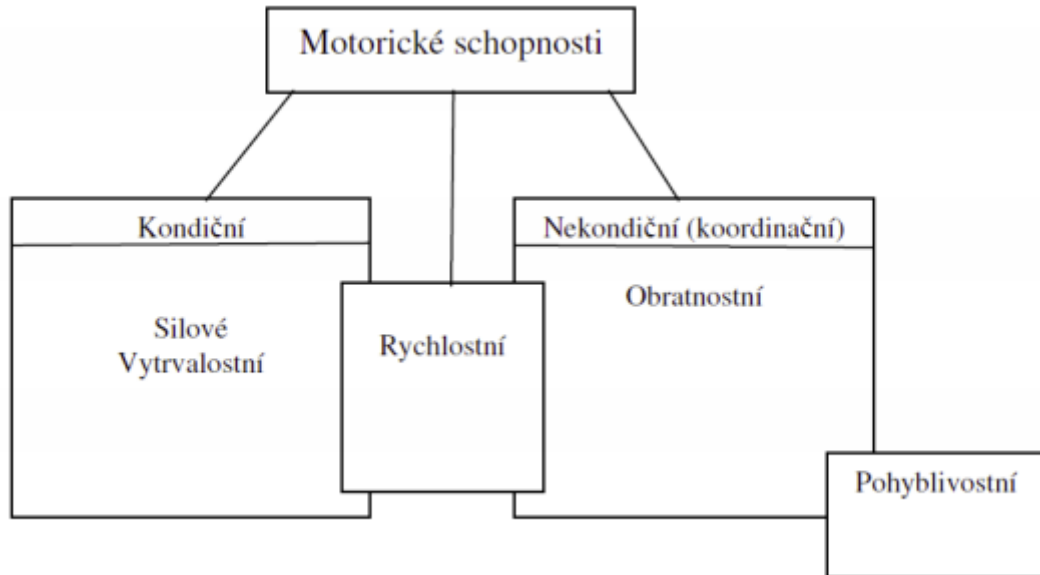 Motorické schopnosti
Kondiční
Silové
Vytrvalostní
Rychlostní
Nekondiční (koordinační)
Obratnostní
Pohyblivostní